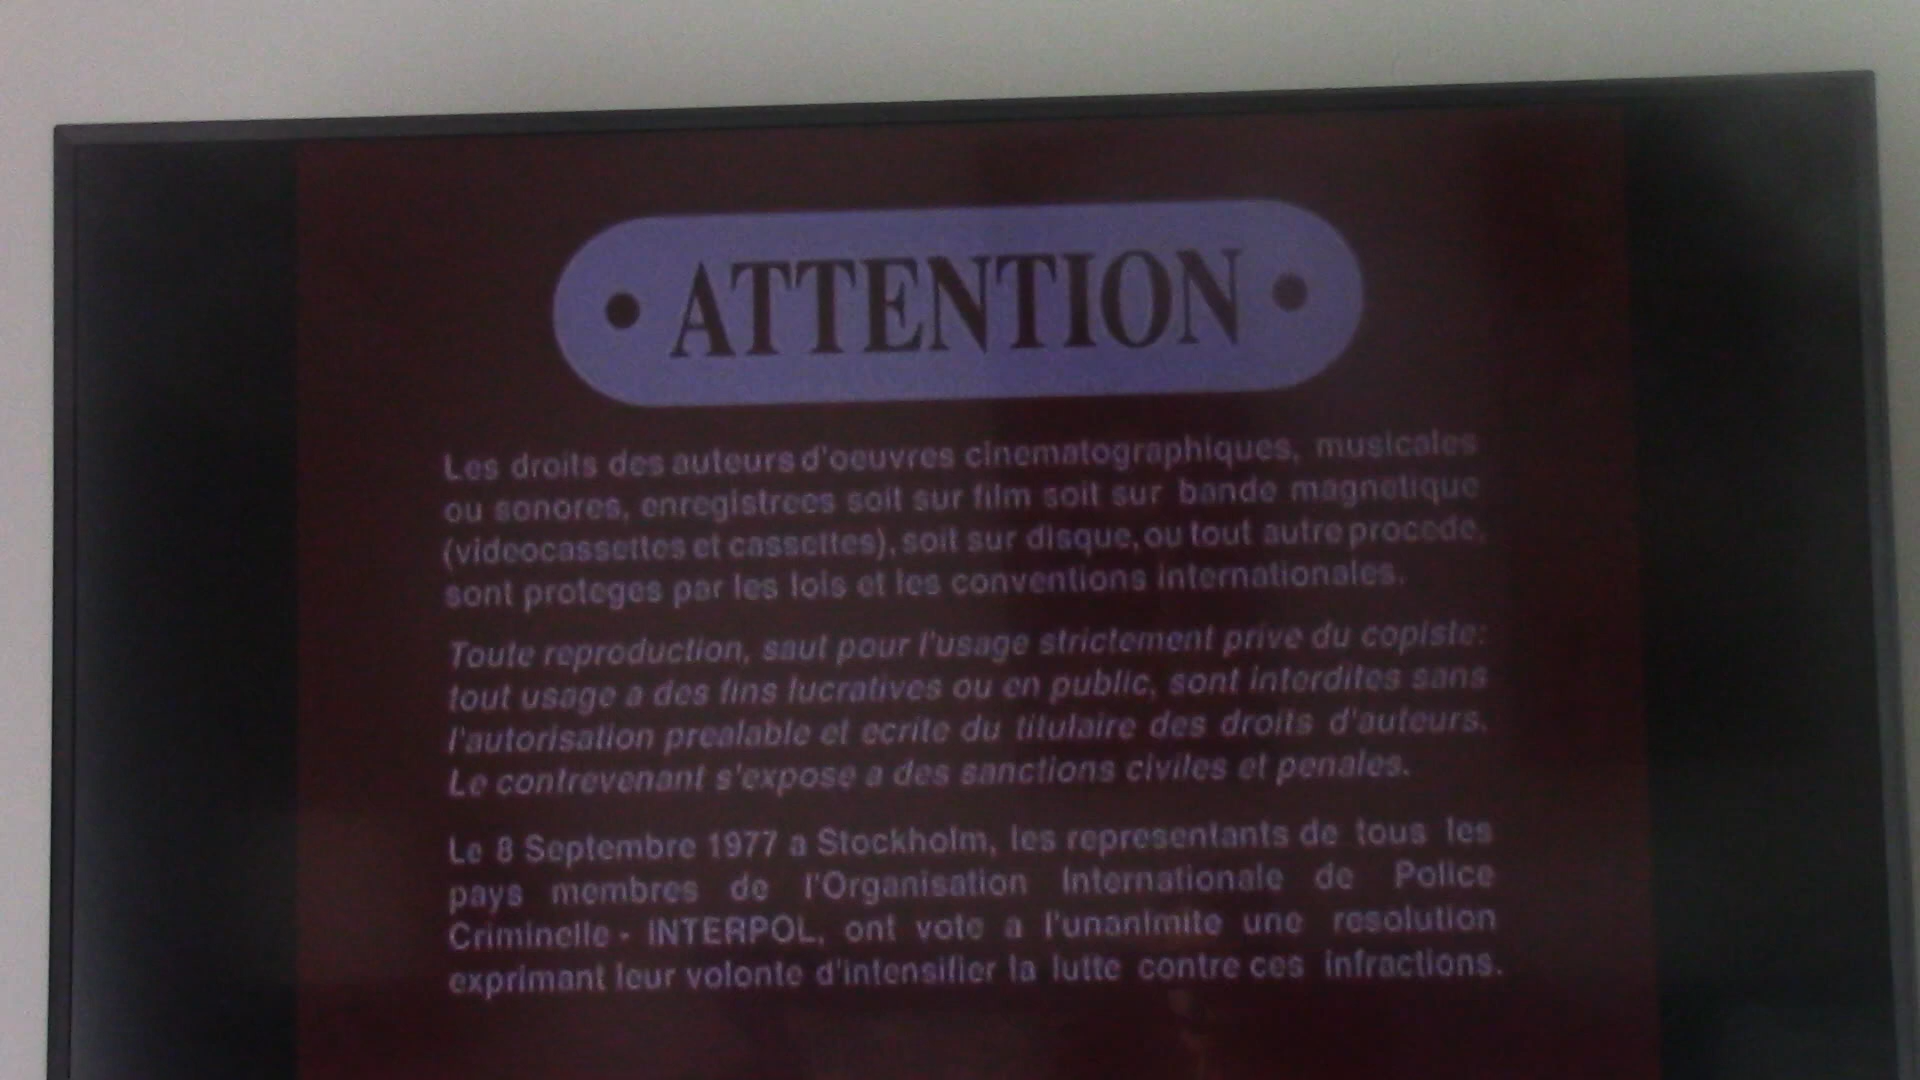 • ATTENTION •
Les droits des auteurs d'oeuvres cinematographiques, musicales
ou sonores, enregistrees soit sur film soit sur bande magnetique
(videocassettes et cassettes), soit sur disque, ou tout autre procede,
sont proteges par les lois et les conventions internationales.
Toute reproduction, sauf pour l'usage strictement prive du copiste:
tout usage a des fins lucratives ou en public, sont interdites sans
l'autorisation prealable et ecrite du titulaire des droits d'auteurs.
Le contrevenant s'expose a des sanctions civiles et penales.
Le 8 Septembre 1977 a Stockholm, les representants de tous les
pays membres de l'Organisation Internationale de Police
Criminelle - INTERPOL, ont vote a l'unanimite une resolution
exprimant leur volonte d'intensifier la lutte contre ces infractions.